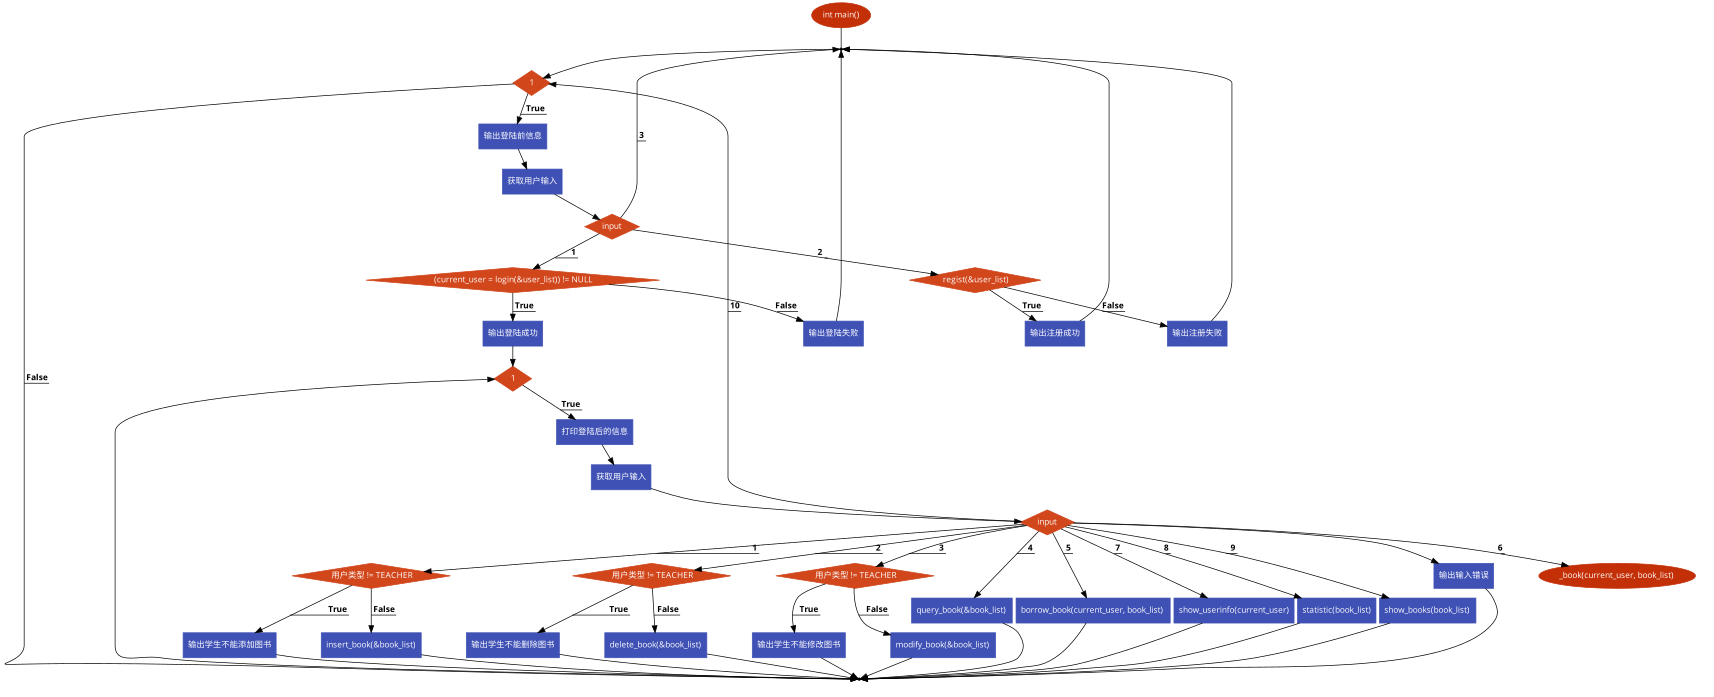 int main()
1
True
3
输出登陆前信息
获取用户输入
input
1
2
(current_user = login(&user_list)) != NULL
regist(&user_list)
True
10
False
True
False
输出登陆成功
输出登陆失败
输出注册成功
输出注册失败
False
1
True
打印登陆后的信息
获取用户输入
input
1
2
3
4
5
7
8
9
6
用户类型 != TEACHER
用户类型 != TEACHER
用户类型 != TEACHER
输出输入错误
_book(current_user, book_list)
True
False
True
False
True
False
query_book(&book_list)
borrow_book(current_user, book_list)
show_userinfo(current_user)
statistic(book_list)
show_books(book_list)
输出学生不能添加图书
insert_book(&book_list)
输出学生不能删除图书
delete_book(&book_list)
输出学生不能修改图书
modify_book(&book_list)